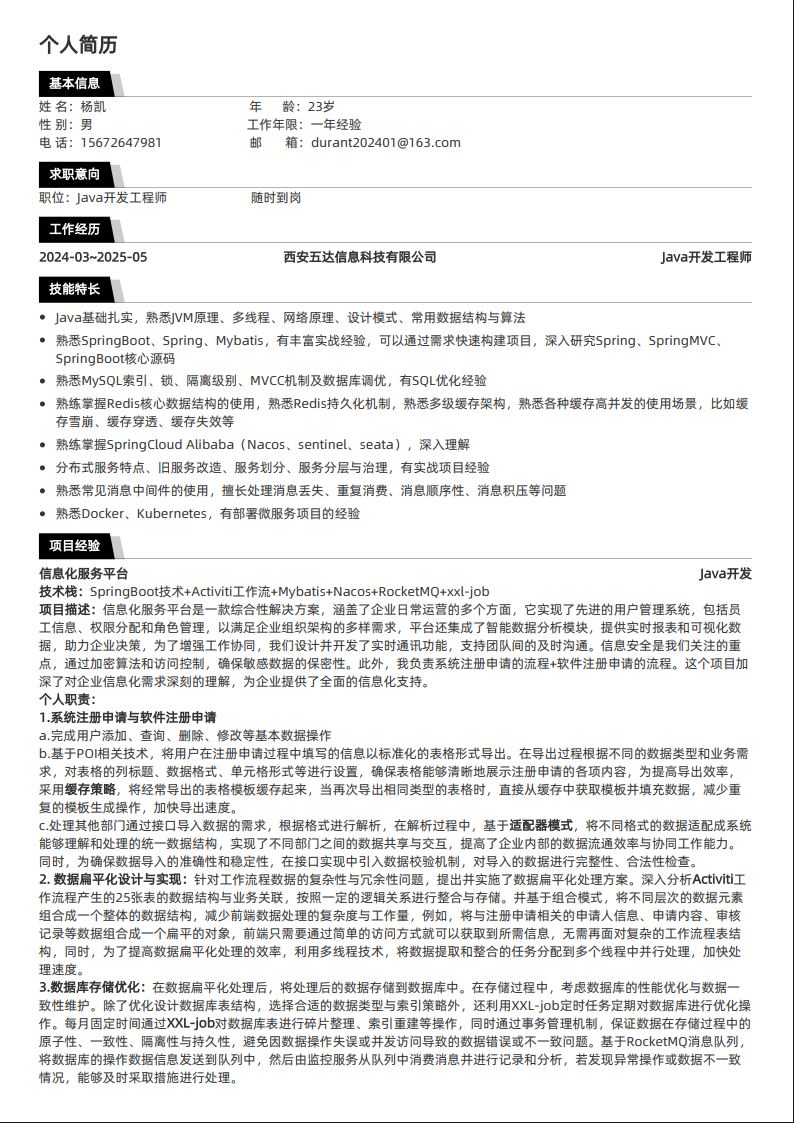 个人简历
基本信息
姓 名：杨凯 年 龄：23岁
性 别：男 工作年限：一年经验
电 话：15672647981 邮 箱：durant202401@163.com
求职意向
职位：Java开发工程师 随时到岗
工作经历
2024-03~2025-05 西安五达信息科技有限公司 Java开发工程师
技能特长
• Java基础扎实，熟悉JVM原理、多线程、网络原理、设计模式、常用数据结构与算法
• 熟悉SpringBoot、Spring、Mybatis，有丰富实战经验，可以通过需求快速构建项目，深入研究Spring、SpringMVC、
SpringBoot核心源码
• 熟悉MySQL索引、锁、隔离级别、MVCC机制及数据库调优，有SQL优化经验
• 熟练掌握Redis核心数据结构的使用，熟悉Redis持久化机制，熟悉多级缓存架构，熟悉各种缓存高并发的使用场景，比如缓
存雪崩、缓存穿透、缓存失效等
• 熟练掌握SpringCloud Alibaba（Nacos、sentinel、seata），深入理解
• 分布式服务特点、旧服务改造、服务划分、服务分层与治理，有实战项目经验
• 熟悉常见消息中间件的使用，擅长处理消息丢失、重复消费、消息顺序性、消息积压等问题
• 熟悉Docker、Kubernetes，有部署微服务项目的经验
项目经验
信息化服务平台 Java开发
技术栈：SpringBoot技术+Activiti工作流+Mybatis+Nacos+RocketMQ+xxl-job
项目描述：信息化服务平台是一款综合性解决方案，涵盖了企业日常运营的多个方面，它实现了先进的用户管理系统，包括员
工信息、权限分配和角色管理，以满足企业组织架构的多样需求，平台还集成了智能数据分析模块，提供实时报表和可视化数
据，助力企业决策，为了增强工作协同，我们设计并开发了实时通讯功能，支持团队间的及时沟通。信息安全是我们关注的重
点，通过加密算法和访问控制，确保敏感数据的保密性。此外，我负责系统注册申请的流程+软件注册申请的流程。这个项目加
深了对企业信息化需求深刻的理解，为企业提供了全面的信息化支持。
个人职责：
1.系统注册申请与软件注册申请
a.完成用户添加、查询、删除、修改等基本数据操作
b.基于POI相关技术，将用户在注册申请过程中填写的信息以标准化的表格形式导出。在导出过程根据不同的数据类型和业务需
求，对表格的列标题、数据格式、单元格形式等进行设置，确保表格能够清晰地展示注册申请的各项内容，为提高导出效率，
采用缓存策略，将经常导出的表格模板缓存起来，当再次导出相同类型的表格时，直接从缓存中获取模板并填充数据，减少重
复的模板生成操作，加快导出速度。
c.处理其他部门通过接口导入数据的需求，根据格式进行解析，在解析过程中，基于适配器模式，将不同格式的数据适配成系统
能够理解和处理的统一数据结构，实现了不同部门之间的数据共享与交互，提高了企业内部的数据流通效率与协同工作能力。
同时，为确保数据导入的准确性和稳定性，在接口实现中引入数据校验机制，对导入的数据进行完整性、合法性检查。
2. 数据扁平化设计与实现：针对工作流程数据的复杂性与冗余性问题，提出并实施了数据扁平化处理方案。深入分析Activiti工
作流程产生的25张表的数据结构与业务关联，按照一定的逻辑关系进行整合与存储。并基于组合模式，将不同层次的数据元素
组合成一个整体的数据结构，减少前端数据处理的复杂度与工作量，例如，将与注册申请相关的申请人信息、申请内容、审核
记录等数据组合成一个扁平的对象，前端只需要通过简单的访问方式就可以获取到所需信息，无需再面对复杂的工作流程表结
构，同时，为了提高数据扁平化处理的效率，利用多线程技术，将数据提取和整合的任务分配到多个线程中并行处理，加快处
理速度。
3.数据库存储优化：在数据扁平化处理后，将处理后的数据存储到数据库中。在存储过程中，考虑数据库的性能优化与数据一
致性维护。除了优化设计数据库表结构，选择合适的数据类型与索引策略外，还利用XXL-job定时任务定期对数据库进行优化操
作。每月固定时间通过XXL-job对数据库表进行碎片整理、索引重建等操作，同时通过事务管理机制，保证数据在存储过程中的
原子性、一致性、隔离性与持久性，避免因数据操作失误或并发访问导致的数据错误或不一致问题。基于RocketMQ消息队列，
将数据库的操作数据信息发送到队列中，然后由监控服务从队列中消费消息并进行记录和分析，若发现异常操作或数据不一致
情况，能够及时采取措施进行处理。